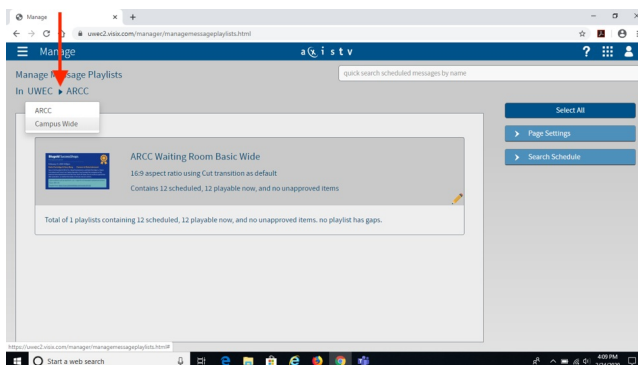 Manage
uwec2.visix.com/manager/managemessageplaylists.html
Manage
axistv
?
Manage Message Playlists
quick search scheduled messages by name
In UWEC ▸ ARCC
ARCC
Campus Wide
Select All
Page Settings
Search Schedule
ARCC Waiting Room Basic Wide
16:9 aspect ratio using Cut transition as default
Contains 12 scheduled, 12 playable now, and no unapproved items
Total of 1 playlists containing 12 scheduled, 12 playable now, and no unapproved items. no playlist has gaps.
https://uwec2.visix.com/manager/managemessageplaylists.html#
Start a web search
4:09 PM